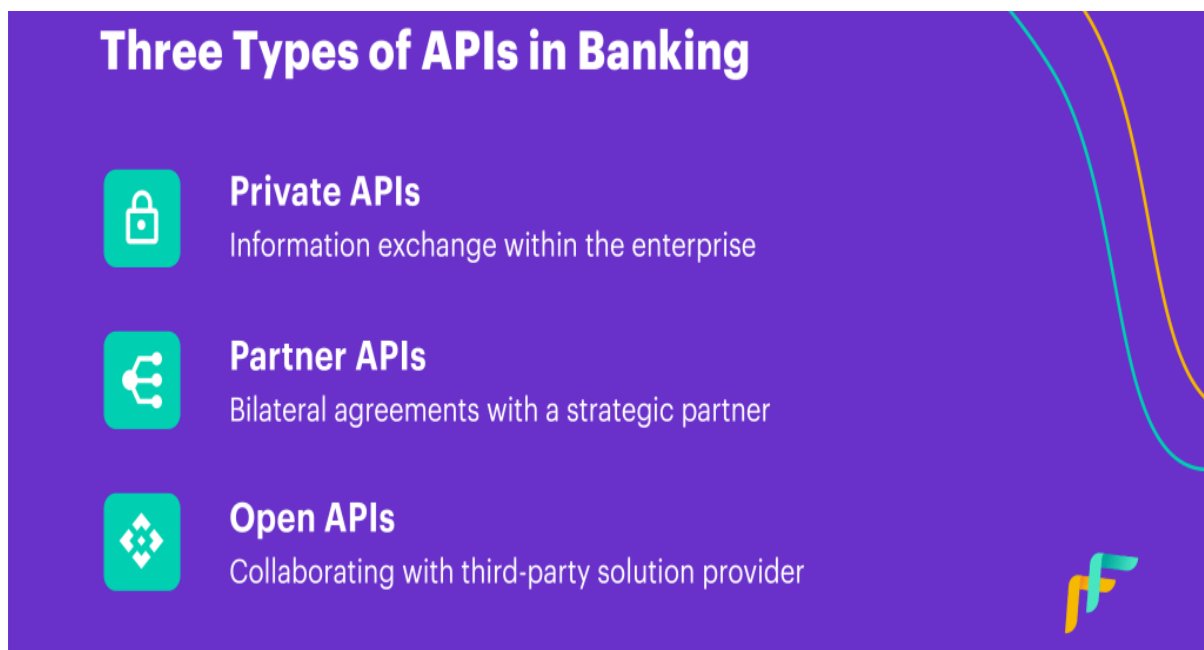 Three Types of APIs in Banking
Private APIs
Information exchange within the enterprise
Partner APIs
Bilateral agreements with a strategic partner
Open APIs
Collaborating with third-party solution provider